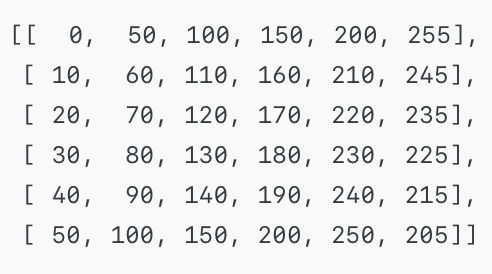 [[  0,  50, 100, 150, 200, 255],
 [ 10,  60, 110, 160, 210, 245],
 [ 20,  70, 120, 170, 220, 235],
 [ 30,  80, 130, 180, 230, 225],
 [ 40,  90, 140, 190, 240, 215],
 [ 50, 100, 150, 200, 250, 205]]